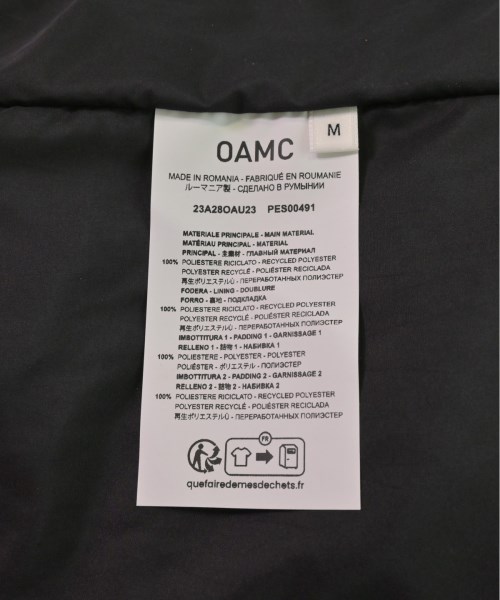 M
OAMC
MADE IN ROMANIA - FABRIQUÉ EN ROUMANIE
ルーマニア製 - СДЕЛАНО В РУМЫНИИ
23A28OAU23 PES00491
MATERIALE PRINCIPALE - MAIN MATERIAL
MATÉRIAU PRINCIPAL - MATERIAL
PRINCIPAL - 主素材 - ГЛАВНЫЙ МАТЕРИАЛ
100% POLIESTERE RICICLATO - RECYCLED POLYESTER
POLYESTER RECYCLÉ - POLIÉSTER RECICLADA
再生ポリエステルÛ - ПЕРЕРАБОТАННЫХ ПОЛИЭСТЕР
FODERA - LINING - DOUBLURE
FORRO - 裏地 - ПОДКЛАДКА
100% POLIESTERE RICICLATO - RECYCLED POLYESTER
POLYESTER RECYCLÉ - POLIÉSTER RECICLADA
再生ポリエステルÛ - ПЕРЕРАБОТАННЫХ ПОЛИЭСТЕР
IMBOTTITURA 1 - PADDING 1 - GARNISSAGE 1
RELLENO 1 - 詰物 1 - НАБИВКА 1
100% POLIESTERE - POLYESTER - POLYESTER
POLIÉSTER - ポリエステル - ПОЛИЭСТЕР
IMBOTTITURA 2 - PADDING 2 - GARNISSAGE 2
RELLENO 2 - 詰物 2 - НАБИВКА 2
100% POLIESTERE RICICLATO - RECYCLED POLYESTER
POLYESTER RECYCLÉ - POLIÉSTER RECICLADA
再生ポリエステルÛ - ПЕРЕРАБОТАННЫХ ПОЛИЭСТЕР
FR
quefairedemesdechets.fr